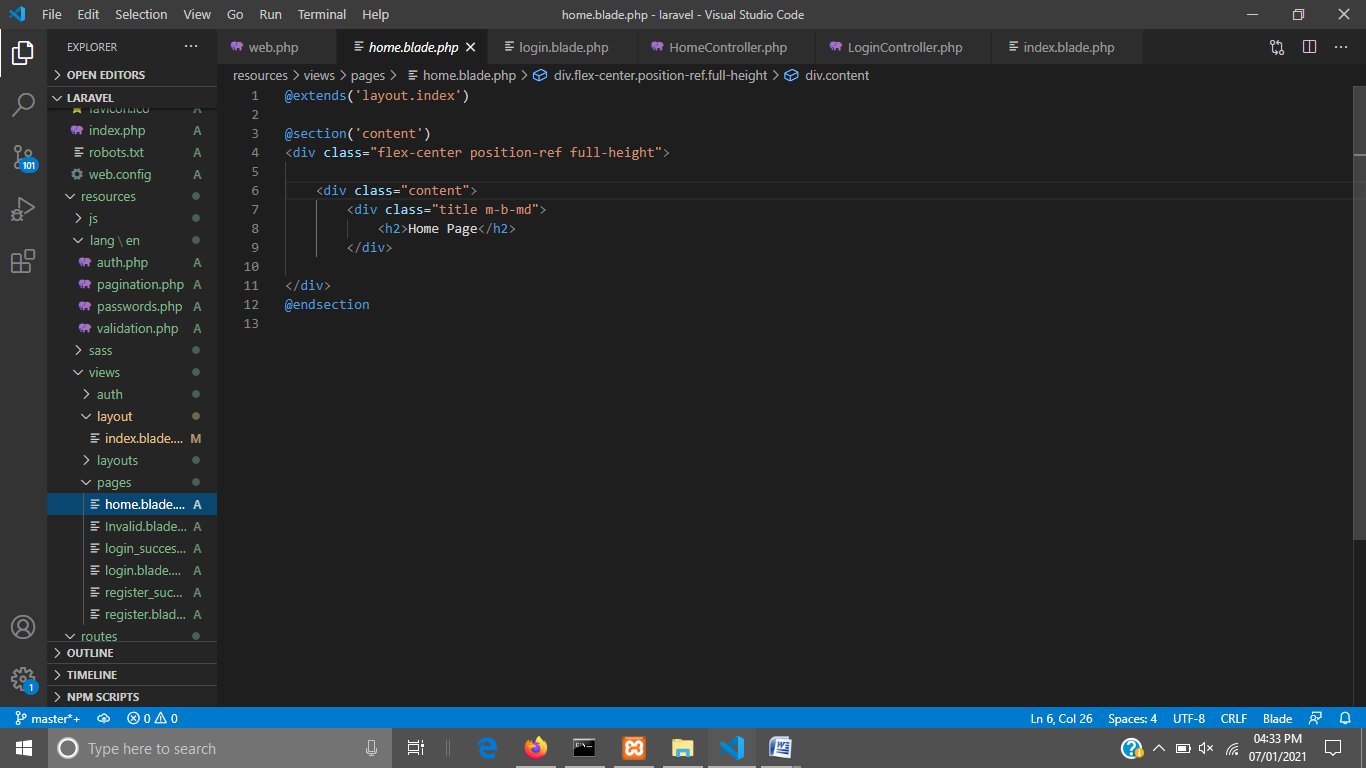 File Edit Selection View Go Run Terminal Help
home.blade.php - laravel - Visual Studio Code
EXPLORER
web.php
home.blade.php
login.blade.php
HomeController.php
LoginController.php
index.blade.php
OPEN EDITORS
resources > views > pages > home.blade.php > div.flex-center.position-ref.full-height > div.content
LARAVEL
favicon.ico A
index.php A
robots.txt A
web.config A
resources
js
lang \ en
auth.php A
pagination.php A
passwords.php A
validation.php A
sass
views
auth
layout
index.blade.... M
layouts
pages
home.blade.... A
Invalid.blade... A
login_succes... A
login.blade.... A
register_suc... A
register.blad... A
routes
OUTLINE
TIMELINE
NPM SCRIPTS
101
1
1 @extends('layout.index')
2
3 @section('content')
4 <div class="flex-center position-ref full-height">
5
6 <div class="content">
7 <div class="title m-b-md">
8 <h2>Home Page</h2>
9 </div>
10
11 </div>
12 @endsection
13
master*+ 0 0
Ln 6, Col 26 Spaces: 4 UTF-8 CRLF Blade
Type here to search
04:33 PM
07/01/2021